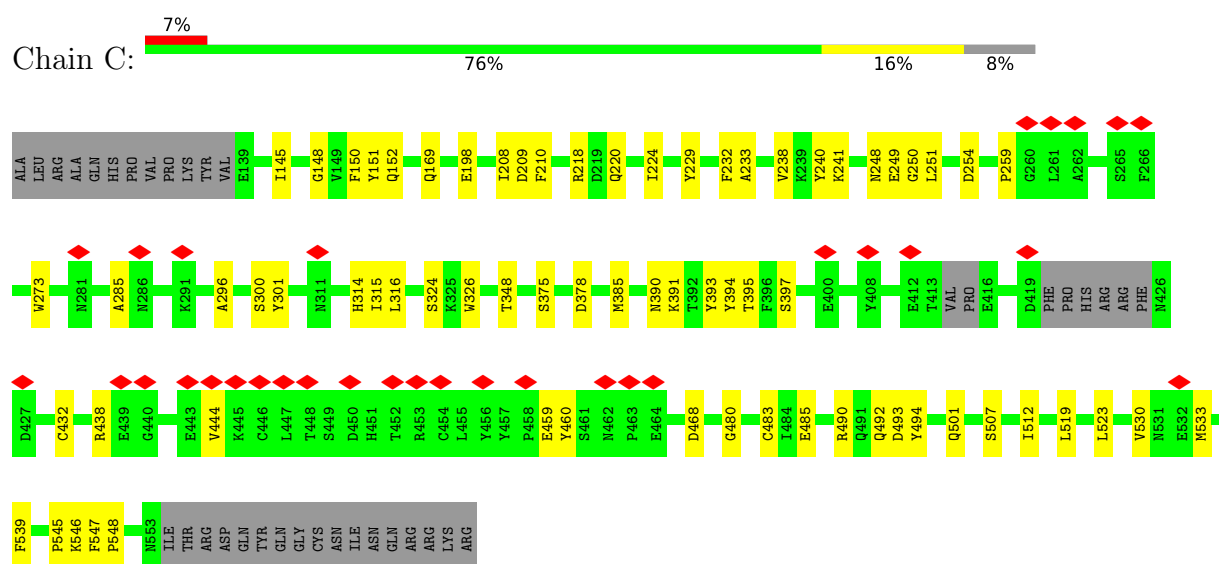 7%
Chain C:
76% 16% 8%
ALA LEU ARG ALA GLN HIS PRO VAL PRO LYS TYR VAL E139 I145 G148 V149 F150 Y151 Q152 Q169 E198 I208 D209 F210 R218 D219 Q220 I224 Y229 F232 A233 V238 K239 Y240 K241 N248 E249 G250 L251 D254 P259 G260 L261 A262 S265 F266
W273 N281 A285 N286 K291 A296 S300 Y301 N311 H314 I315 L316 S324 K325 W326 T348 S375 D378 M385 N390 K391 T392 Y393 Y394 T395 F396 S397 E400 Y408 E412 T413 VAL PRO E416 D419 PHE PRO HIS ARG ARG PHE N426
D427 C432 R438 E439 G440 E443 V444 K445 C446 L447 T448 S449 D450 H451 T452 R453 C454 L455 Y456 Y457 P458 E459 Y460 S461 N462 P463 E464 D468 G480 C483 I484 E485 R490 Q491 Q492 D493 Y494 Q501 S507 I512 L519 L523 V530 N531 E532 M533
F539 P545 K546 F547 P548 N553 ILE THR ARG ASP GLN TYR GLN GLY CYS ASN ILE ASN GLN ARG ARG LYS ARG